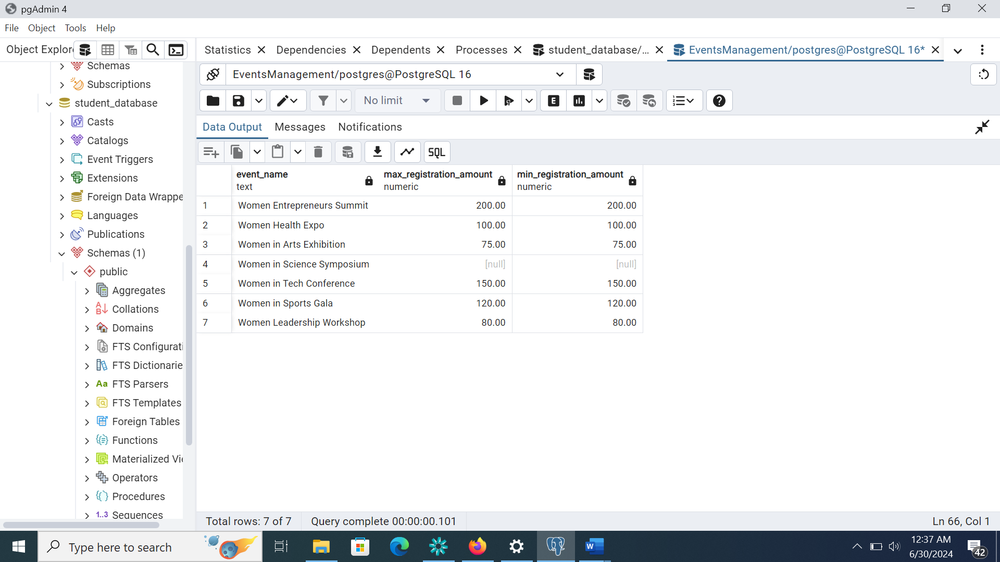 pgAdmin 4
File Object Tools Help
Object Explor
Statistics Dependencies Dependents Processes student_database/... EventsManagement/postgres@PostgreSQL 16*
Schemas
Subscriptions
student_database
Casts
Catalogs
Event Triggers
Extensions
Foreign Data Wrappe
Languages
Publications
Schemas (1)
public
Aggregates
Collations
Domains
FTS Configurati
FTS Dictionarie
Aa FTS Parsers
FTS Templates
Foreign Tables
Functions
Materialized Vie
Operators
Procedures
1..3 Sequences
EventsManagement/postgres@PostgreSQL 16
No limit
E
Data Output Messages Notifications
SQL
event_name max_registration_amount min_registration_amount
text numeric numeric
1 Women Entrepreneurs Summit 200.00 200.00
2 Women Health Expo 100.00 100.00
3 Women in Arts Exhibition 75.00 75.00
4 Women in Science Symposium [null] [null]
5 Women in Tech Conference 150.00 150.00
6 Women in Sports Gala 120.00 120.00
7 Women Leadership Workshop 80.00 80.00
Total rows: 7 of 7 Query complete 00:00:00.101 Ln 66, Col 1
Type here to search
W
12:37 AM
6/30/2024
42